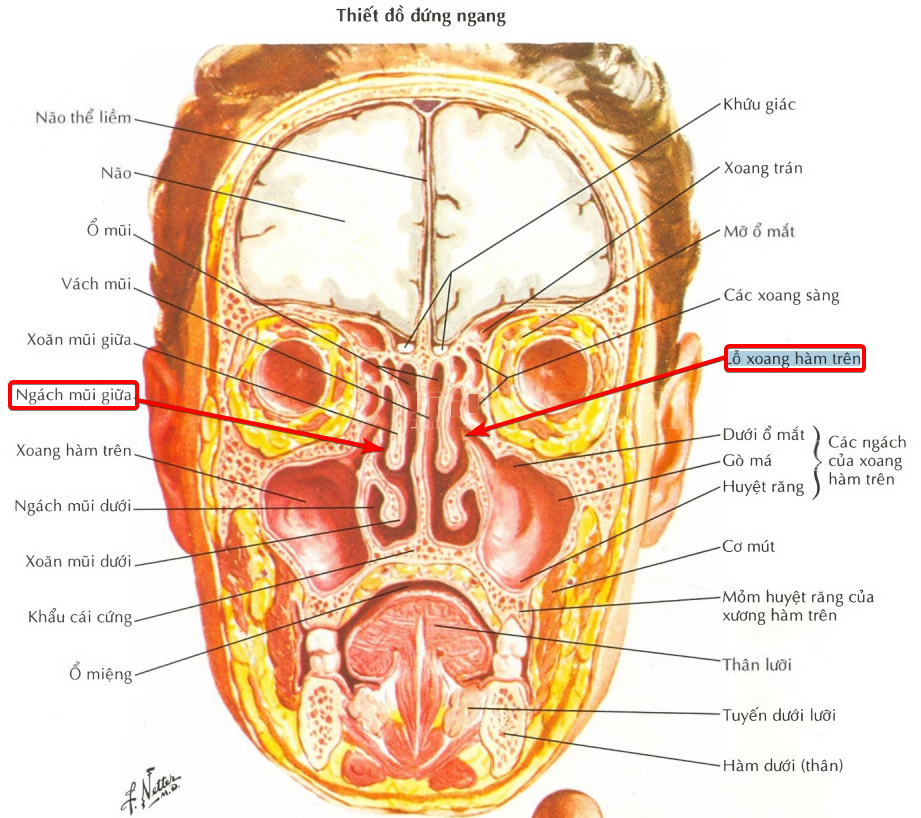 Thiết đồ đứng ngang
Não thể liềm
Não
Ổ mũi
Vách mũi
Xoăn mũi giữa
Ngách mũi giữa
Xoang hàm trên
Ngách mũi dưới
Xoăn mũi dưới
Khẩu cái cứng
Ổ miệng
Khứu giác
Xoang trán
Mỡ ổ mắt
Các xoang sàng
Lỗ xoang hàm trên
Dưới ổ mắt
Gò má
Huyệt răng
Các ngách
của xoang
hàm trên
Cơ mút
Mỏm huyệt răng của
xương hàm trên
Thân lưỡi
Tuyến dưới lưỡi
Hàm dưới (thân)
F. Netter
M.D.